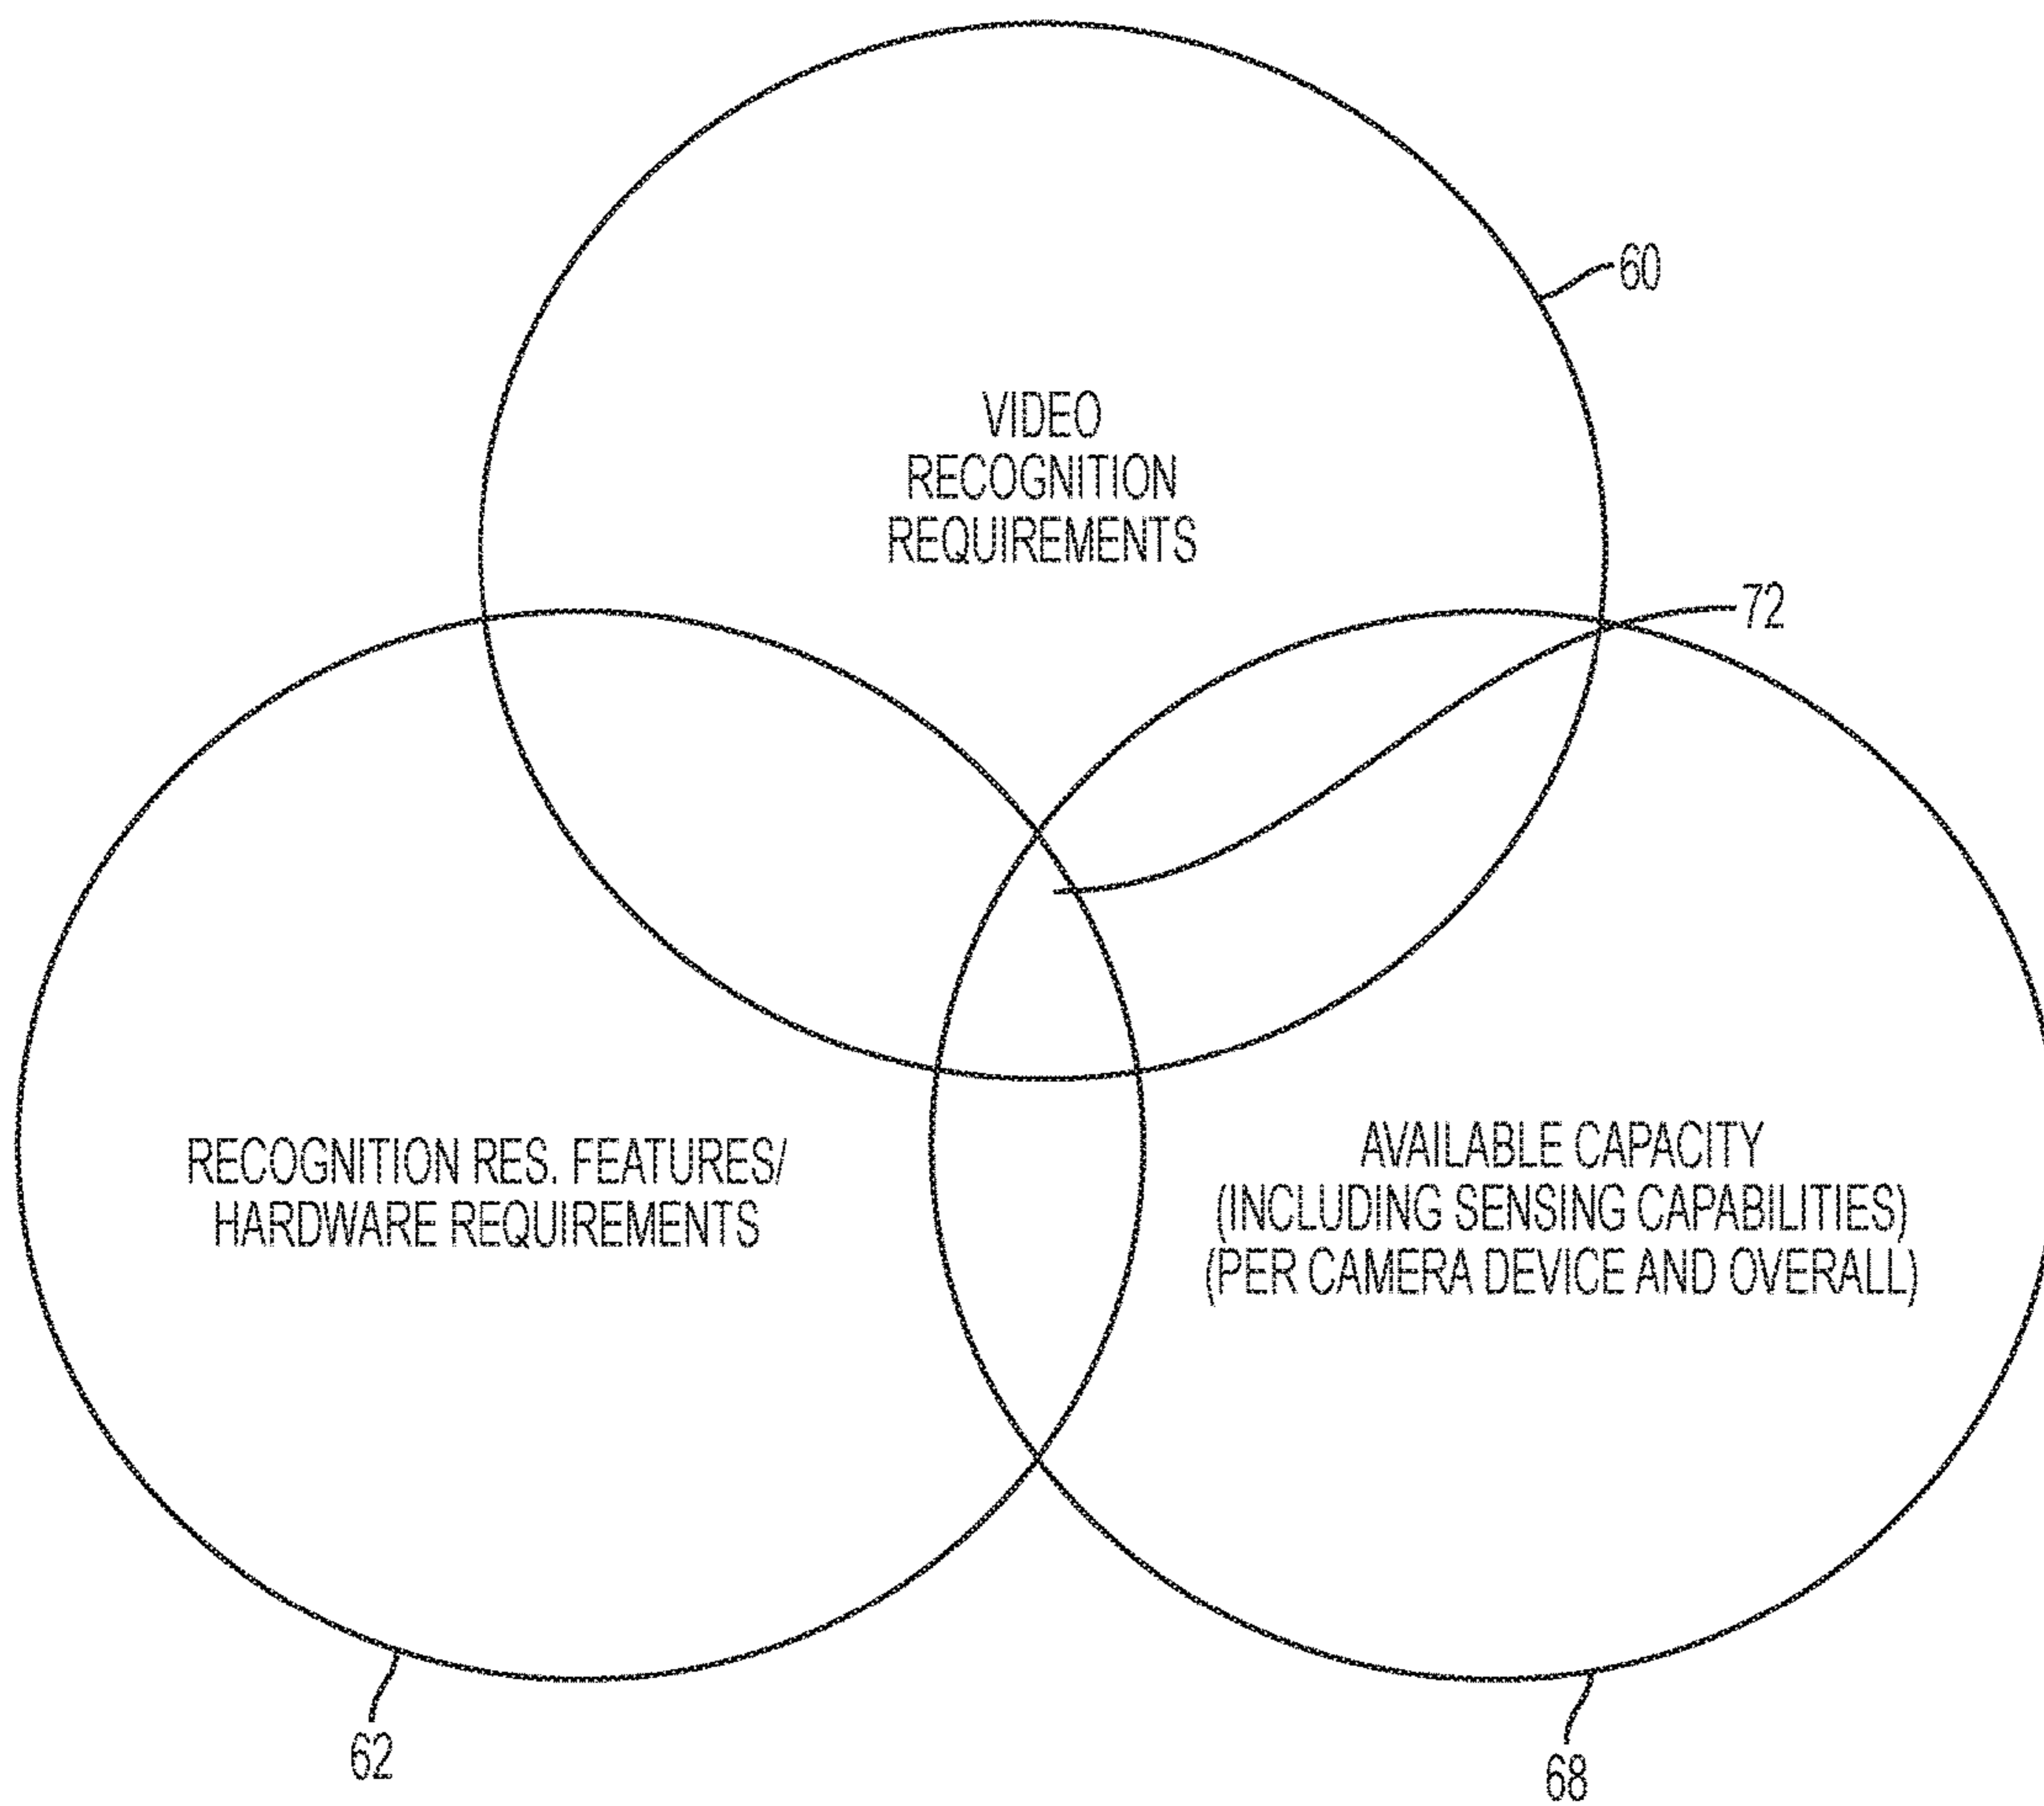 60
VIDEO
RECOGNITION
REQUIREMENTS
72
RECOGNITION RES. FEATURES/
HARDWARE REQUIREMENTS
AVAILABLE CAPACITY
(INCLUDING SENSING CAPABILITIES)
(PER CAMERA DEVICE AND OVERALL)
62
68